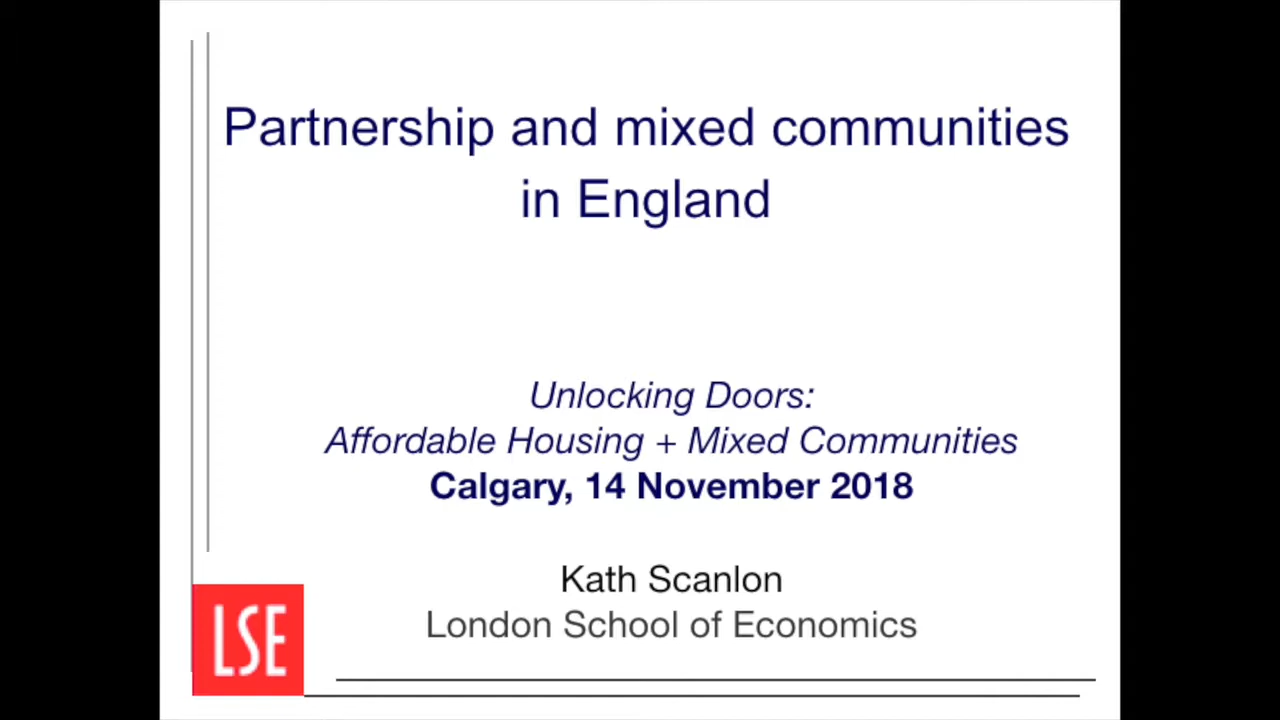 Partnership and mixed communities
in England
Unlocking Doors:
Affordable Housing + Mixed Communities
Calgary, 14 November 2018
Kath Scanlon
London School of Economics
LSE